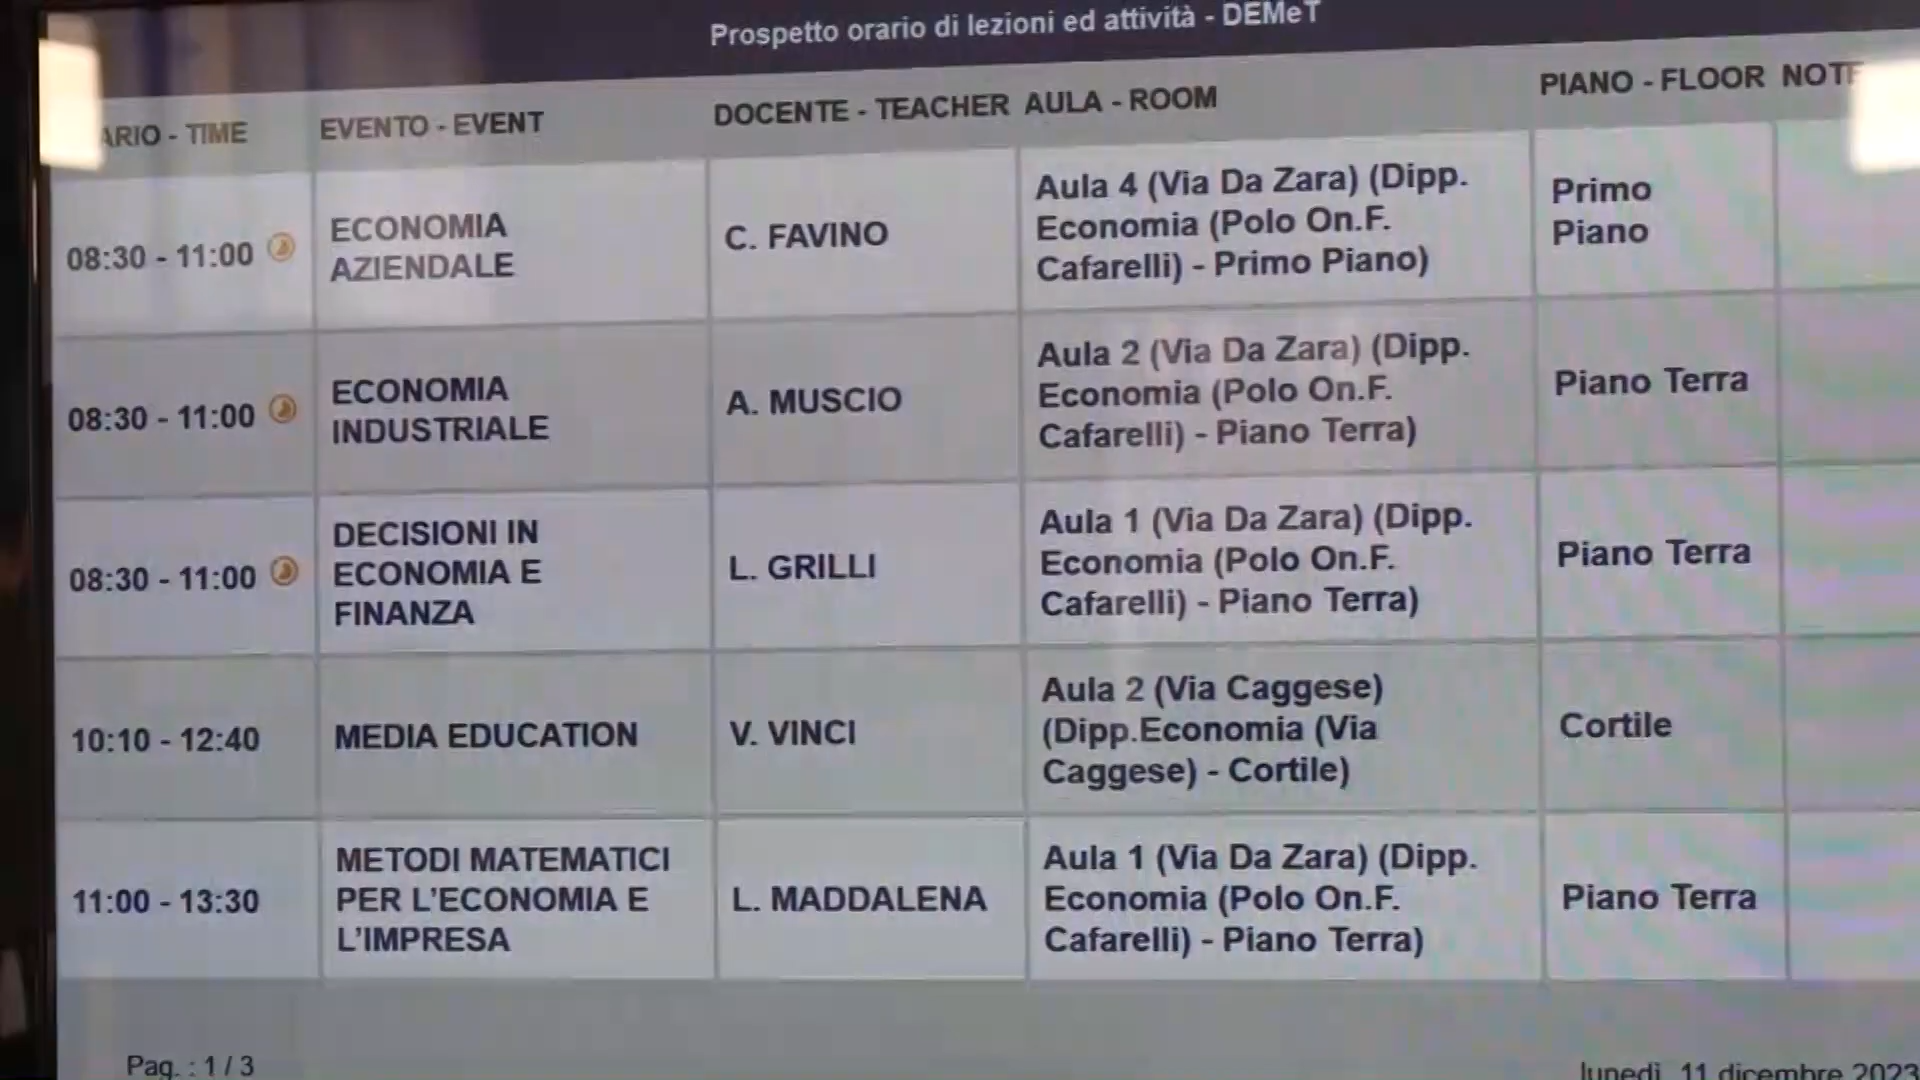 Prospetto orario di lezioni ed attività - DEMeT
ARIO - TIME EVENTO - EVENT DOCENTE - TEACHER AULA - ROOM PIANO - FLOOR NOTE
08:30 - 11:00
ECONOMIA
AZIENDALE
C. FAVINO
Aula 4 (Via Da Zara) (Dipp.
Economia (Polo On.F.
Cafarelli) - Primo Piano)
Primo
Piano
08:30 - 11:00
ECONOMIA
INDUSTRIALE
A. MUSCIO
Aula 2 (Via Da Zara) (Dipp.
Economia (Polo On.F.
Cafarelli) - Piano Terra)
Piano Terra
08:30 - 11:00
DECISIONI IN
ECONOMIA E
FINANZA
L. GRILLI
Aula 1 (Via Da Zara) (Dipp.
Economia (Polo On.F.
Cafarelli) - Piano Terra)
Piano Terra
10:10 - 12:40
MEDIA EDUCATION
V. VINCI
Aula 2 (Via Caggese)
(Dipp.Economia (Via
Caggese) - Cortile)
Cortile
11:00 - 13:30
METODI MATEMATICI
PER L'ECONOMIA E
L'IMPRESA
L. MADDALENA
Aula 1 (Via Da Zara) (Dipp.
Economia (Polo On.F.
Cafarelli) - Piano Terra)
Piano Terra
Pag. : 1 / 3
lunedì, 11 dicembre 2023